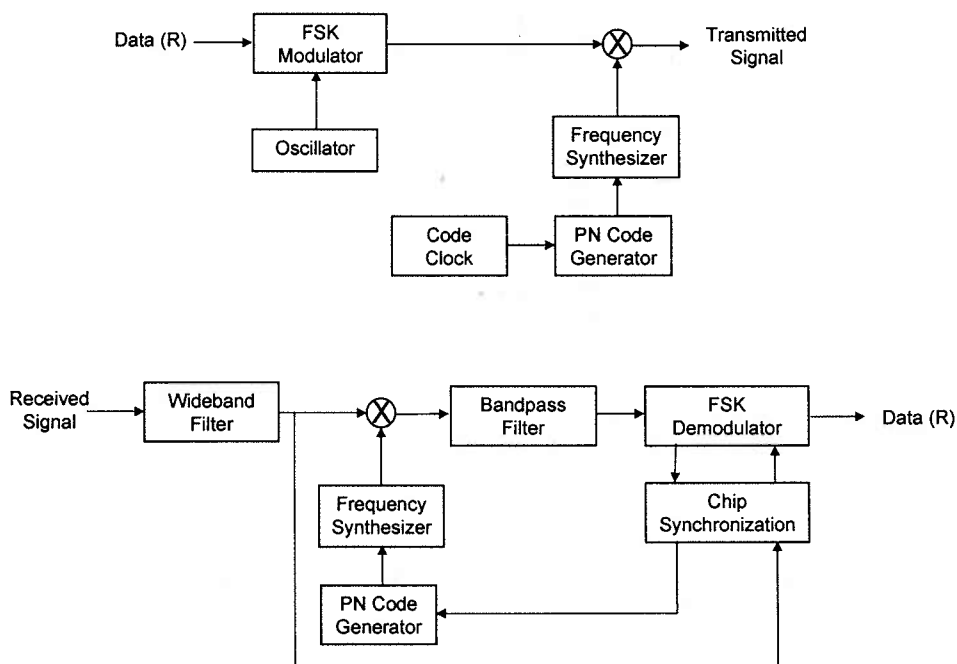 Data (R)
FSK
Modulator
X
Transmitted
Signal
Oscillator
Frequency
Synthesizer
Code
Clock
PN Code
Generator
Received
Signal
Wideband
Filter
X
Bandpass
Filter
FSK
Demodulator
Data (R)
Frequency
Synthesizer
Chip
Synchronization
PN Code
Generator